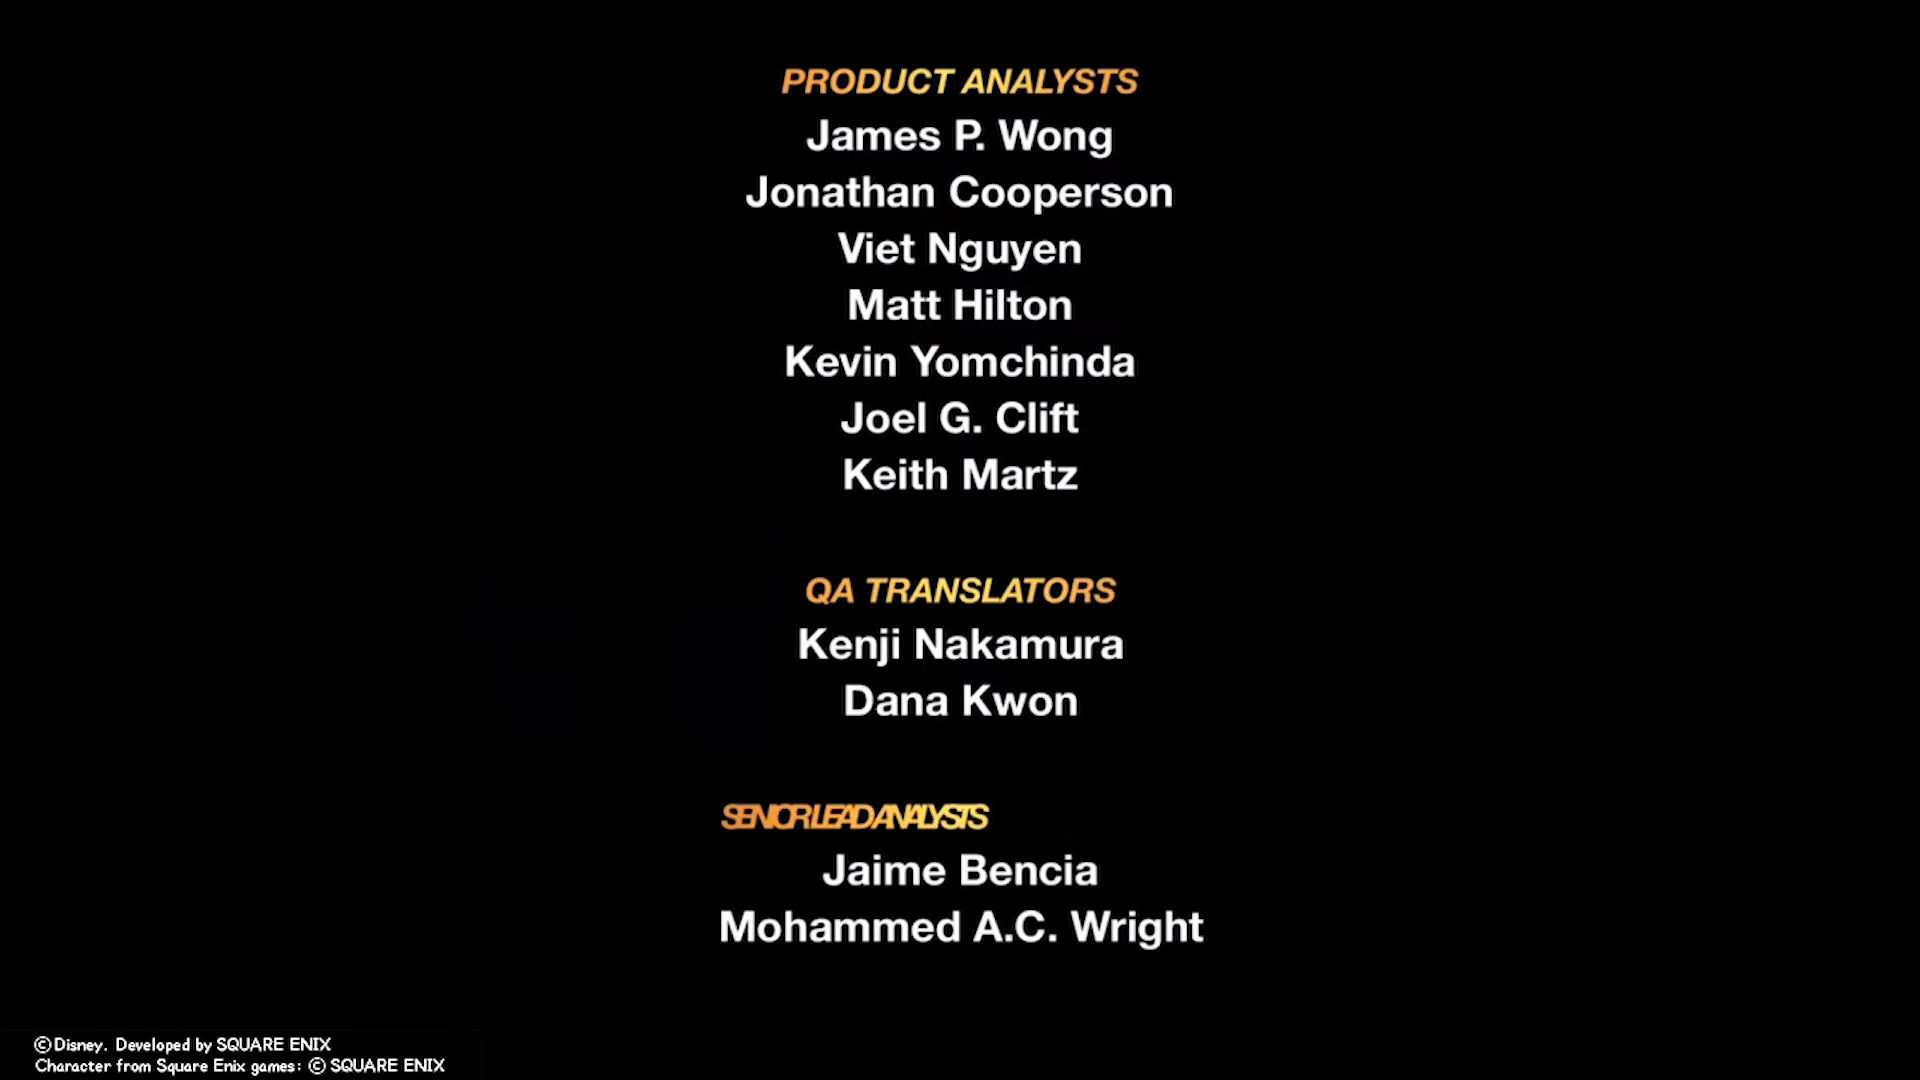 PRODUCT ANALYSTS
James P. Wong
Jonathan Cooperson
Viet Nguyen
Matt Hilton
Kevin Yomchinda
Joel G. Clift
Keith Martz
QA TRANSLATORS
Kenji Nakamura
Dana Kwon
SENIOR LEAD ANALYSTS
Jaime Bencia
Mohammed A.C. Wright
©Disney. Developed by SQUARE ENIX
Character from Square Enix games: © SQUARE ENIX